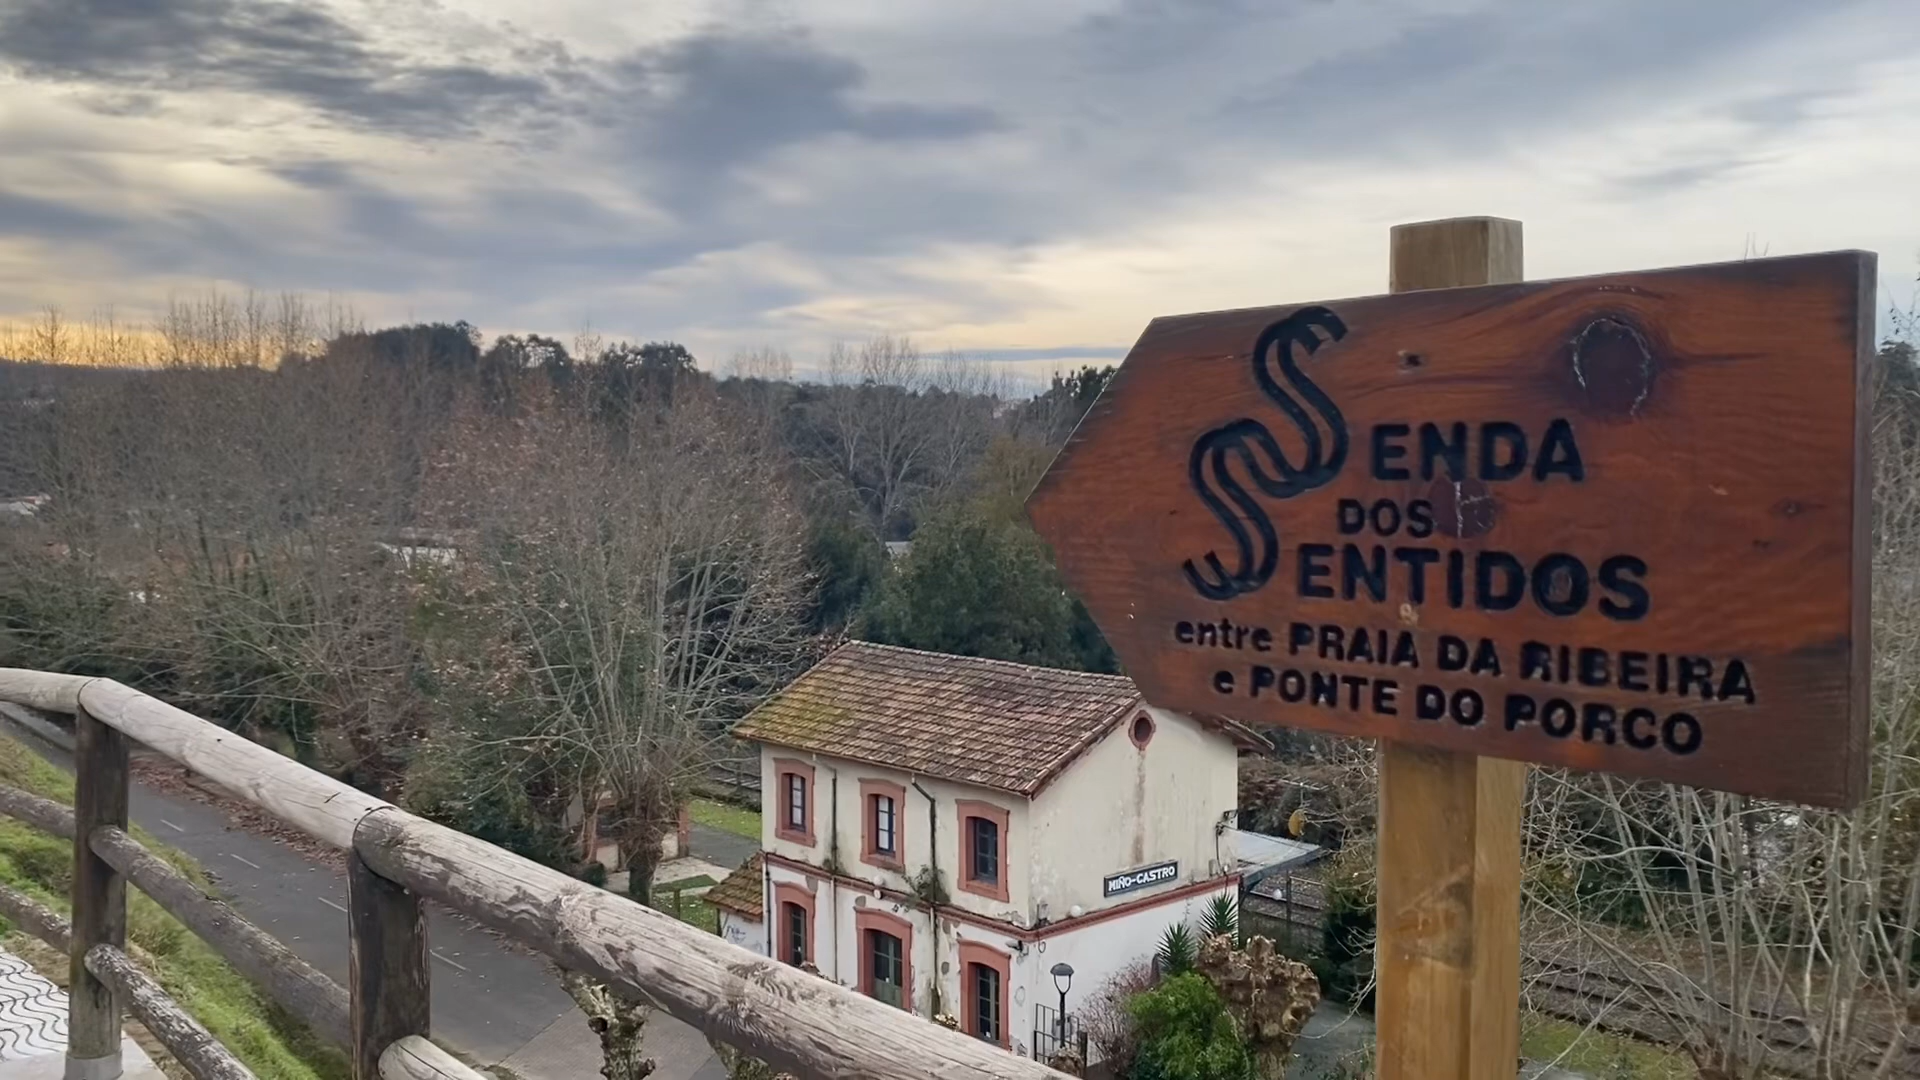 SENDA
DOS
SENTIDOS
entre PRAIA DA RIBEIRA
e PONTE DO PORCO
MIÑO-CASTRO